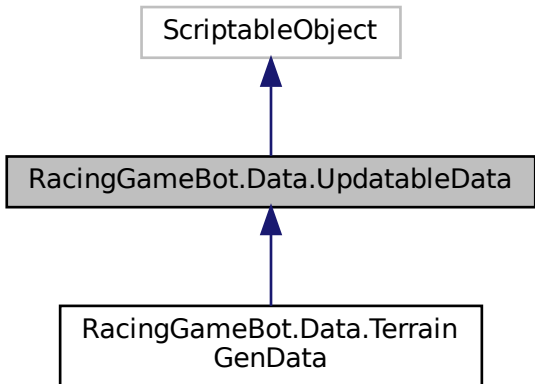 ScriptableObject
RacingGameBot.Data.UpdatableData
RacingGameBot.Data.Terrain
GenData